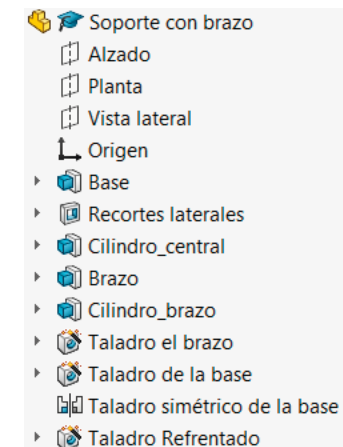 Soporte con brazo
Alzado
Planta
Vista lateral
Origen
Base
Recortes laterales
Cilindro_central
Brazo
Cilindro_brazo
Taladro el brazo
Taladro de la base
Taladro simétrico de la base
Taladro Refrentado